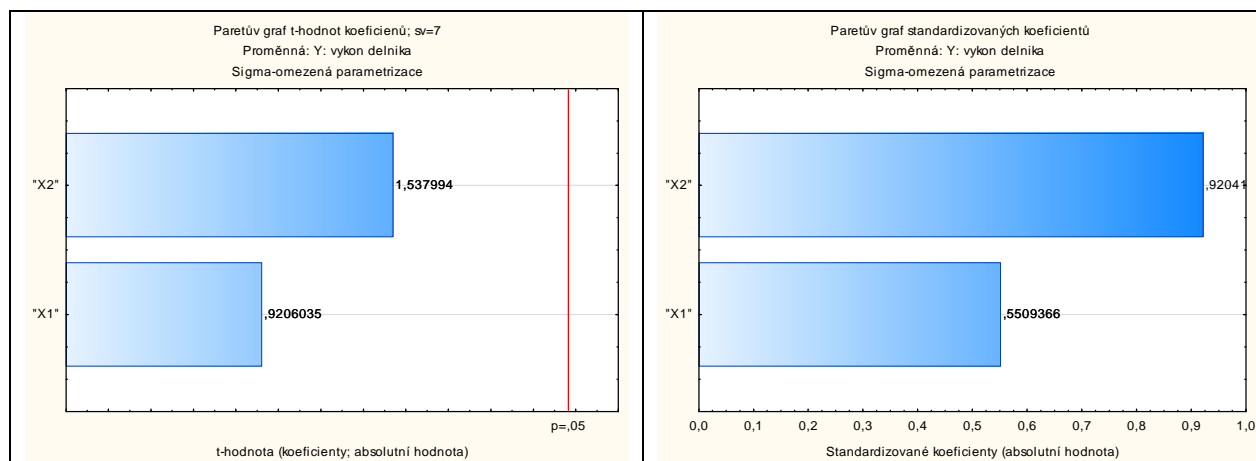 Paretův graf t-hodnot koeficienů; sv=7
Proměnná: Y: vykon delnika
Sigma-omezená parametrizace
"X2"
1,537994
"X1"
,9206035
p=,05
t-hodnota (koeficienty; absolutní hodnota)
Paretův graf standardizovaných koeficientů
Proměnná: Y: vykon delnika
Sigma-omezená parametrizace
"X2"
,92041
"X1"
,5509366
0,0 0,1 0,2 0,3 0,4 0,5 0,6 0,7 0,8 0,9 1,0
Standardizované koeficienty (absolutní hodnota)